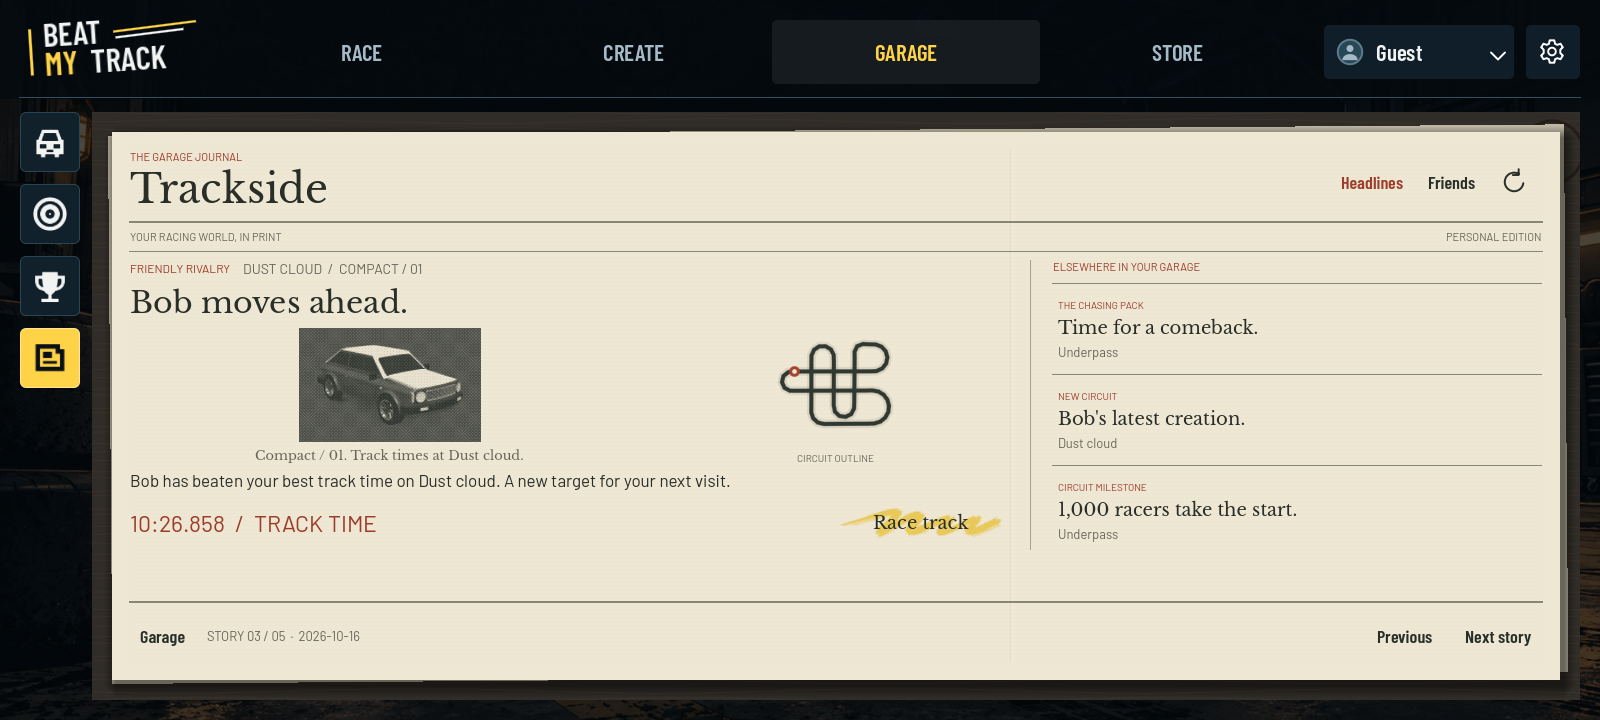 BEAT
MY TRACK
RACE
CREATE
GARAGE
STORE
Guest
THE GARAGE JOURNAL
Trackside
Headlines
Friends
YOUR RACING WORLD, IN PRINT
PERSONAL EDITION
FRIENDLY RIVALRY DUST CLOUD / COMPACT / 01
Bob moves ahead.
Compact / 01. Track times at Dust cloud.
CIRCUIT OUTLINE
Bob has beaten your best track time on Dust cloud. A new target for your next visit.
10:26.858 / TRACK TIME
Race track
ELSEWHERE IN YOUR GARAGE
THE CHASING PACK
Time for a comeback.
Underpass
NEW CIRCUIT
Bob's latest creation.
Dust cloud
CIRCUIT MILESTONE
1,000 racers take the start.
Underpass
Garage
STORY 03 / 05 · 2026-10-16
Previous
Next story